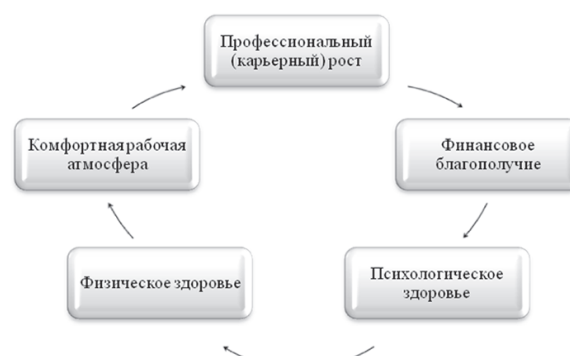 Профессиональный
(карьерный) рост
Комфортная рабочая
атмосфера
Финансовое
благополучие
Физическое здоровье
Психологическое
здоровье